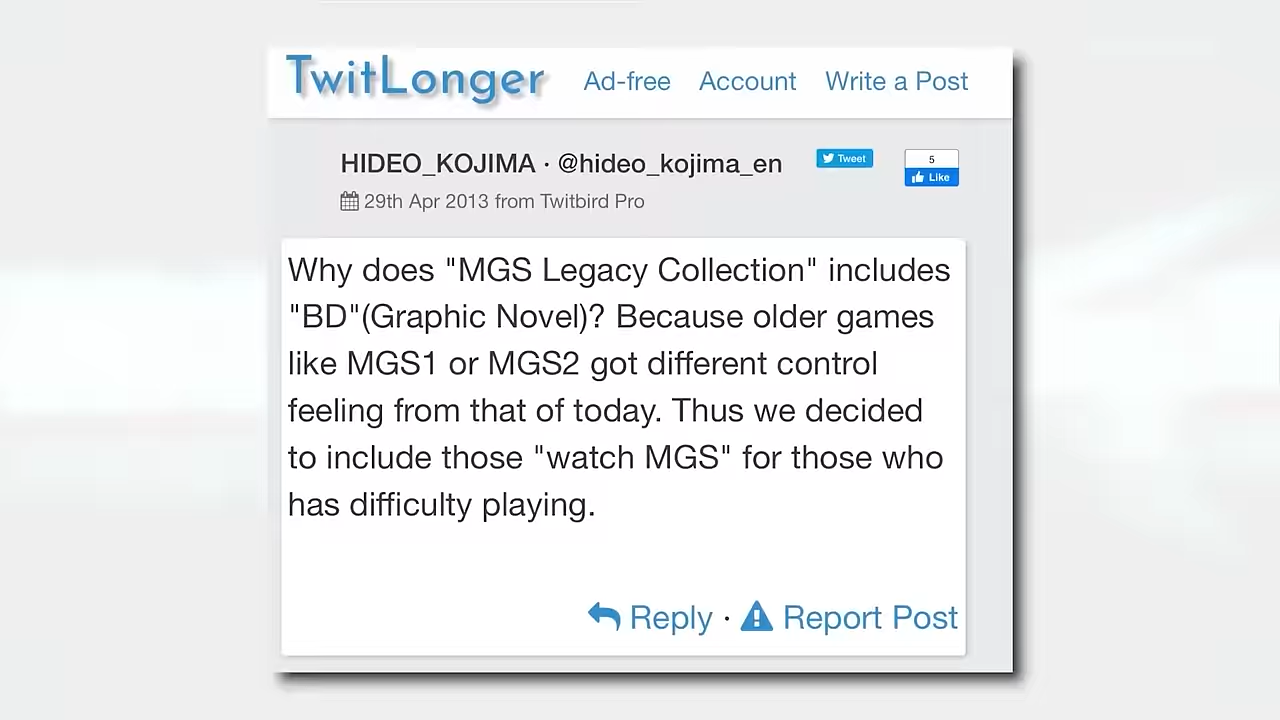 TwitLonger Ad-free Account Write a Post
HIDEO_KOJIMA · @hideo_kojima_en Tweet 5
Like
29th Apr 2013 from Twitbird Pro
Why does "MGS Legacy Collection" includes
"BD"(Graphic Novel)? Because older games
like MGS1 or MGS2 got different control
feeling from that of today. Thus we decided
to include those "watch MGS" for those who
has difficulty playing.
Reply · Report Post